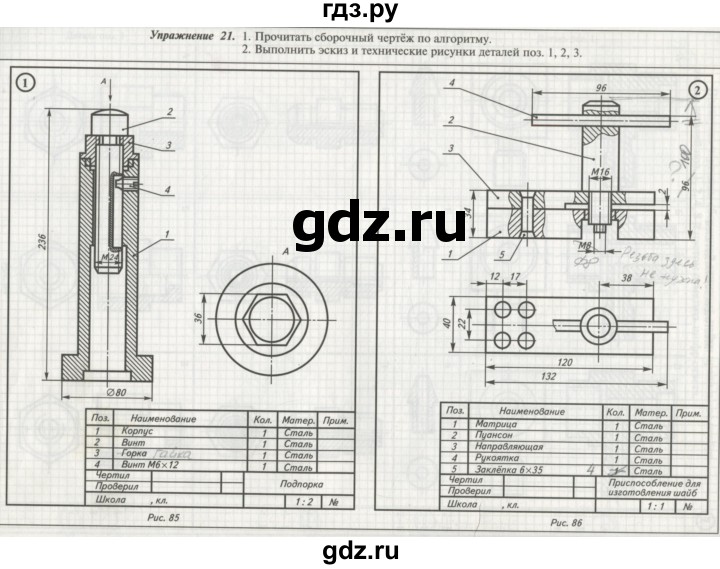 гдз.ру
Упражнение 21. 1. Прочитать сборочный чертёж по алгоритму.
2. Выполнить эскиз и технические рисунки деталей поз. 1, 2, 3.
1
А
2
3
4
1
236
М24
⌀80
А
36
Поз. Наименование Кол. Матер. Прим.
1 Корпус 1 Сталь
2 Винт 1 Сталь
3 Горка Гайка 1 Сталь
4 Винт М6×12 1 Сталь
Чертил
Проверил
Подпорка
Школа , кл. 1:2 №
Рис. 85
2
96
4
2
3
М16
34
2
96
100
1
5
М8
Резьба здесь
не нужна!
12 17
38
40
22
120
132
Поз. Наименование Кол. Матер. Прим.
1 Матрица 1 Сталь
2 Пуансон 1 Сталь
3 Направляющая 1 Сталь
4 Рукоятка 1 Сталь
5 Заклёпка 6×35 4 Сталь
Чертил
Проверил
Приспособление для
изготовления шайб
Школа , кл. 1:1 №
Рис. 86
gdz.ru
gdz.ru